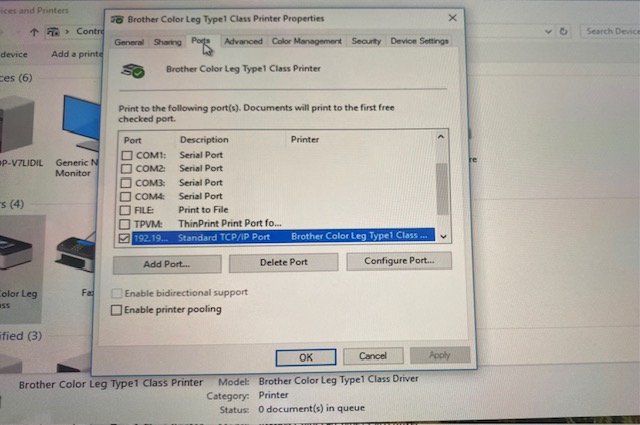 ices and Printers
Brother Color Leg Type1 Class Printer Properties
Contro
Search Device
device
Add a printe
General
Sharing
Ports
Advanced
Color Management
Security
Device Settings
ces (6)
Brother Color Leg Type1 Class Printer
Print to the following port(s). Documents will print to the first free
checked port.
Port Description Printer
COM1: Serial Port
COM2: Serial Port
COM3: Serial Port
COM4: Serial Port
FILE: Print to File
TPVM: ThinPrint Print Port fo...
192.19... Standard TCP/IP Port Brother Color Leg Type1 Class ...
OP-V7LIDIL
Generic N
Monitor
re
s (4)
Add Port...
Delete Port
Configure Port...
Color Leg
ss
Fa
Enable bidirectional support
Enable printer pooling
ified (3)
OK
Cancel
Apply
Brother Color Leg Type1 Class Printer
Model: Brother Color Leg Type1 Class Driver
Category: Printer
Status: 0 document(s) in queue